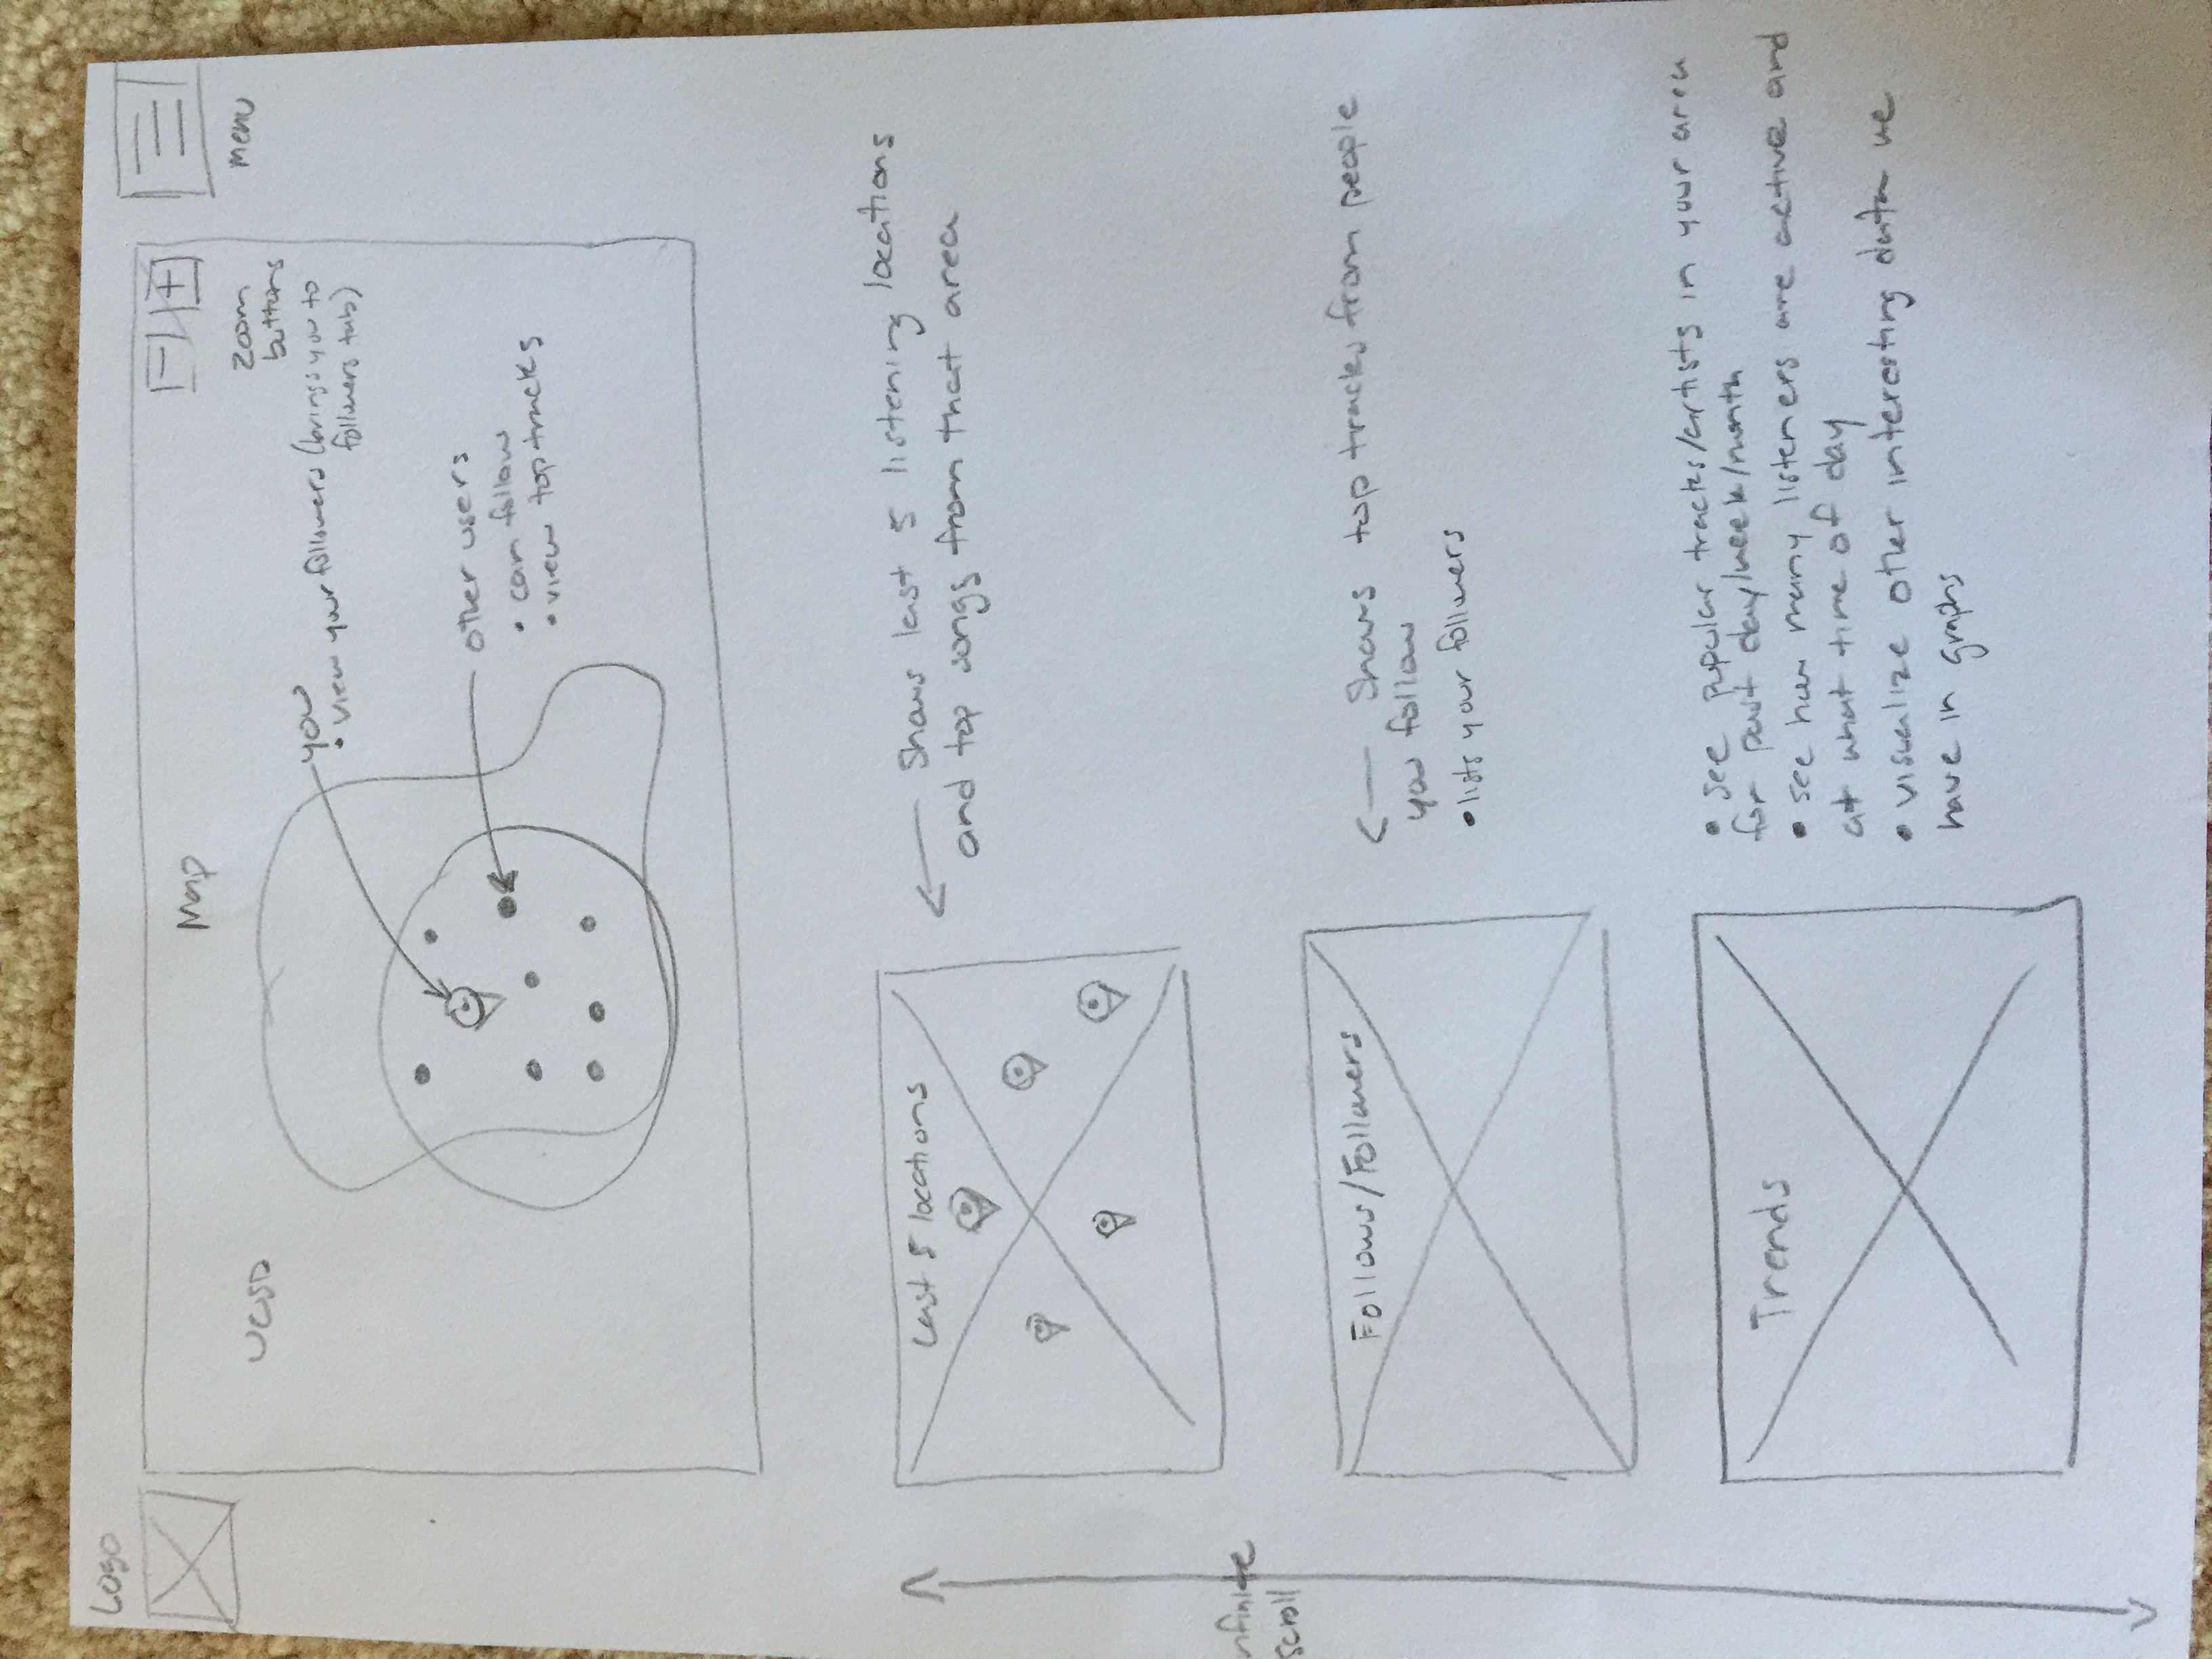 Logo
Map
- +
UCSD
Zoom
buttons
menu
you
• view your followers (brings you to
followers tab)
other users
• can follow
• view top tracks
Last 5 locations
Shows last 5 listening locations
and top songs from that area
nfinite
scroll
Follows/Followers
Shows top tracks from people
you follow
• lists your followers
Trends
• see popular tracks/artists in your area
for past day/week/month
• see how many listeners are active and
at what time of day
• visualize other interesting data we
have in graphs